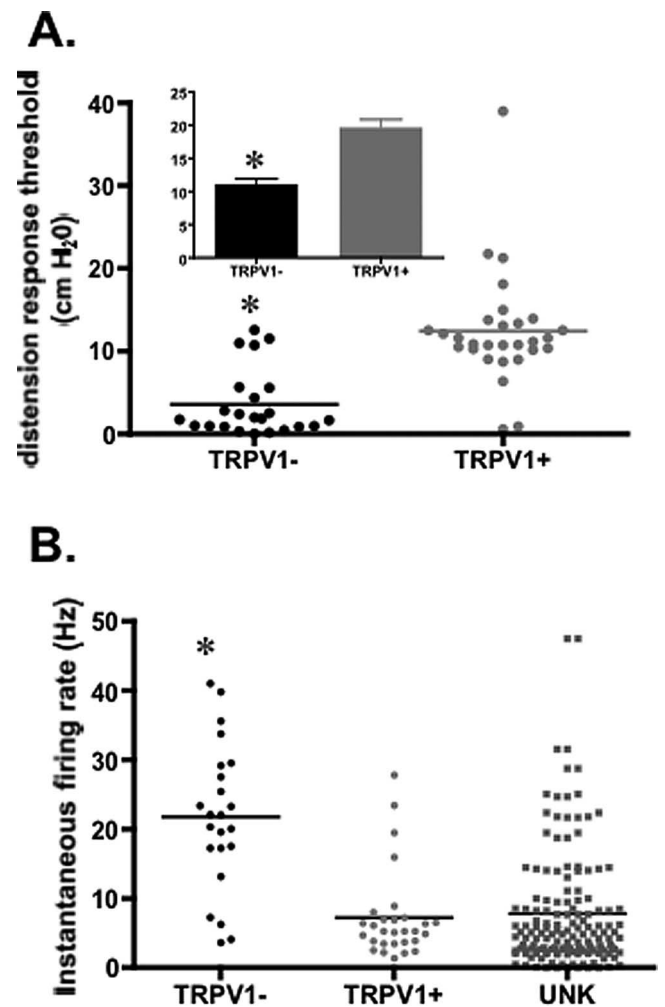 A.
distension response threshold
(cm H₂0)
40
30
20
10
0
25
20
15
10
5
0
*
TRPV1-
TRPV1+
*
TRPV1-
TRPV1+
B.
Instantaneous firing rate (Hz)
50
40
30
20
10
0
*
TRPV1-
TRPV1+
UNK